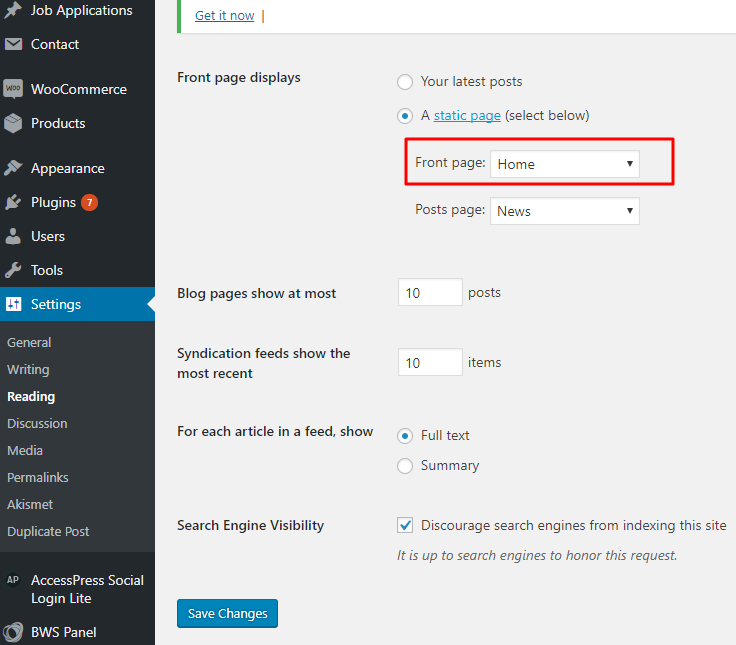 Job Applications
Contact
WOO WooCommerce
Products
Appearance
Plugins 7
Users
Tools
Settings
General
Writing
Reading
Discussion
Media
Permalinks
Akismet
Duplicate Post
AP AccessPress Social
Login Lite
BWS Panel
Get it now |
Front page displays
Your latest posts
A static page (select below)
Front page: Home
Posts page: News
Blog pages show at most 10 posts
Syndication feeds show the
most recent
10 items
For each article in a feed, show
Full text
Summary
Search Engine Visibility
Discourage search engines from indexing this site
It is up to search engines to honor this request.
Save Changes